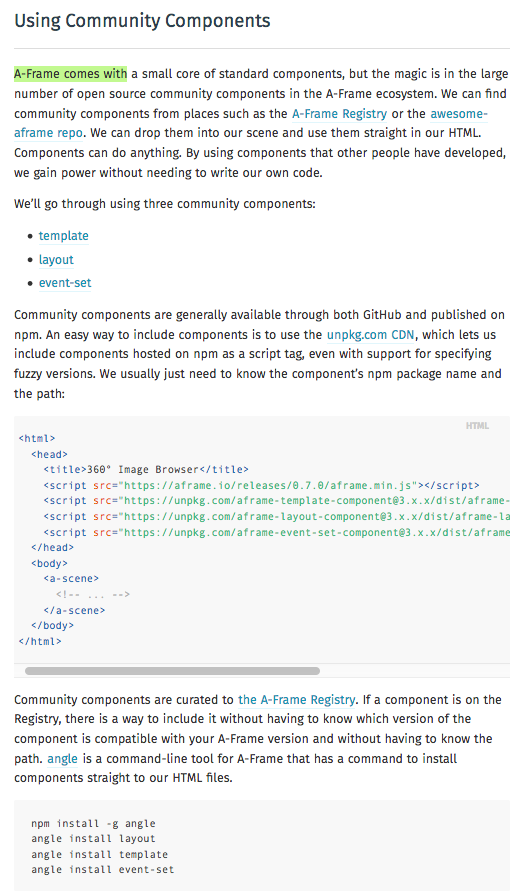 Using Community Components
A-Frame comes with a small core of standard components, but the magic is in the large
number of open source community components in the A-Frame ecosystem. We can find
community components from places such as the A-Frame Registry or the awesome-
aframe repo. We can drop them into our scene and use them straight in our HTML.
Components can do anything. By using components that other people have developed,
we gain power without needing to write our own code.
We'll go through using three community components:
• template
• layout
• event-set
Community components are generally available through both GitHub and published on
npm. An easy way to include components is to use the unpkg.com CDN, which lets us
include components hosted on npm as a script tag, even with support for specifying
fuzzy versions. We usually just need to know the component's npm package name and
the path:
HTML
<html>
  <head>
    <title>360° Image Browser</title>
    <script src="https://aframe.io/releases/0.7.0/aframe.min.js"></script>
    <script src="https://unpkg.com/aframe-template-component@3.x.x/dist/aframe-
    <script src="https://unpkg.com/aframe-layout-component@3.x.x/dist/aframe-la
    <script src="https://unpkg.com/aframe-event-set-component@3.x.x/dist/aframe
  </head>
  <body>
    <a-scene>
      <!-- ... -->
    </a-scene>
  </body>
</html>
Community components are curated to the A-Frame Registry. If a component is on the
Registry, there is a way to include it without having to know which version of the
component is compatible with your A-Frame version and without having to know the
path. angle is a command-line tool for A-Frame that has a command to install
components straight to our HTML files.
npm install -g angle
angle install layout
angle install template
angle install event-set